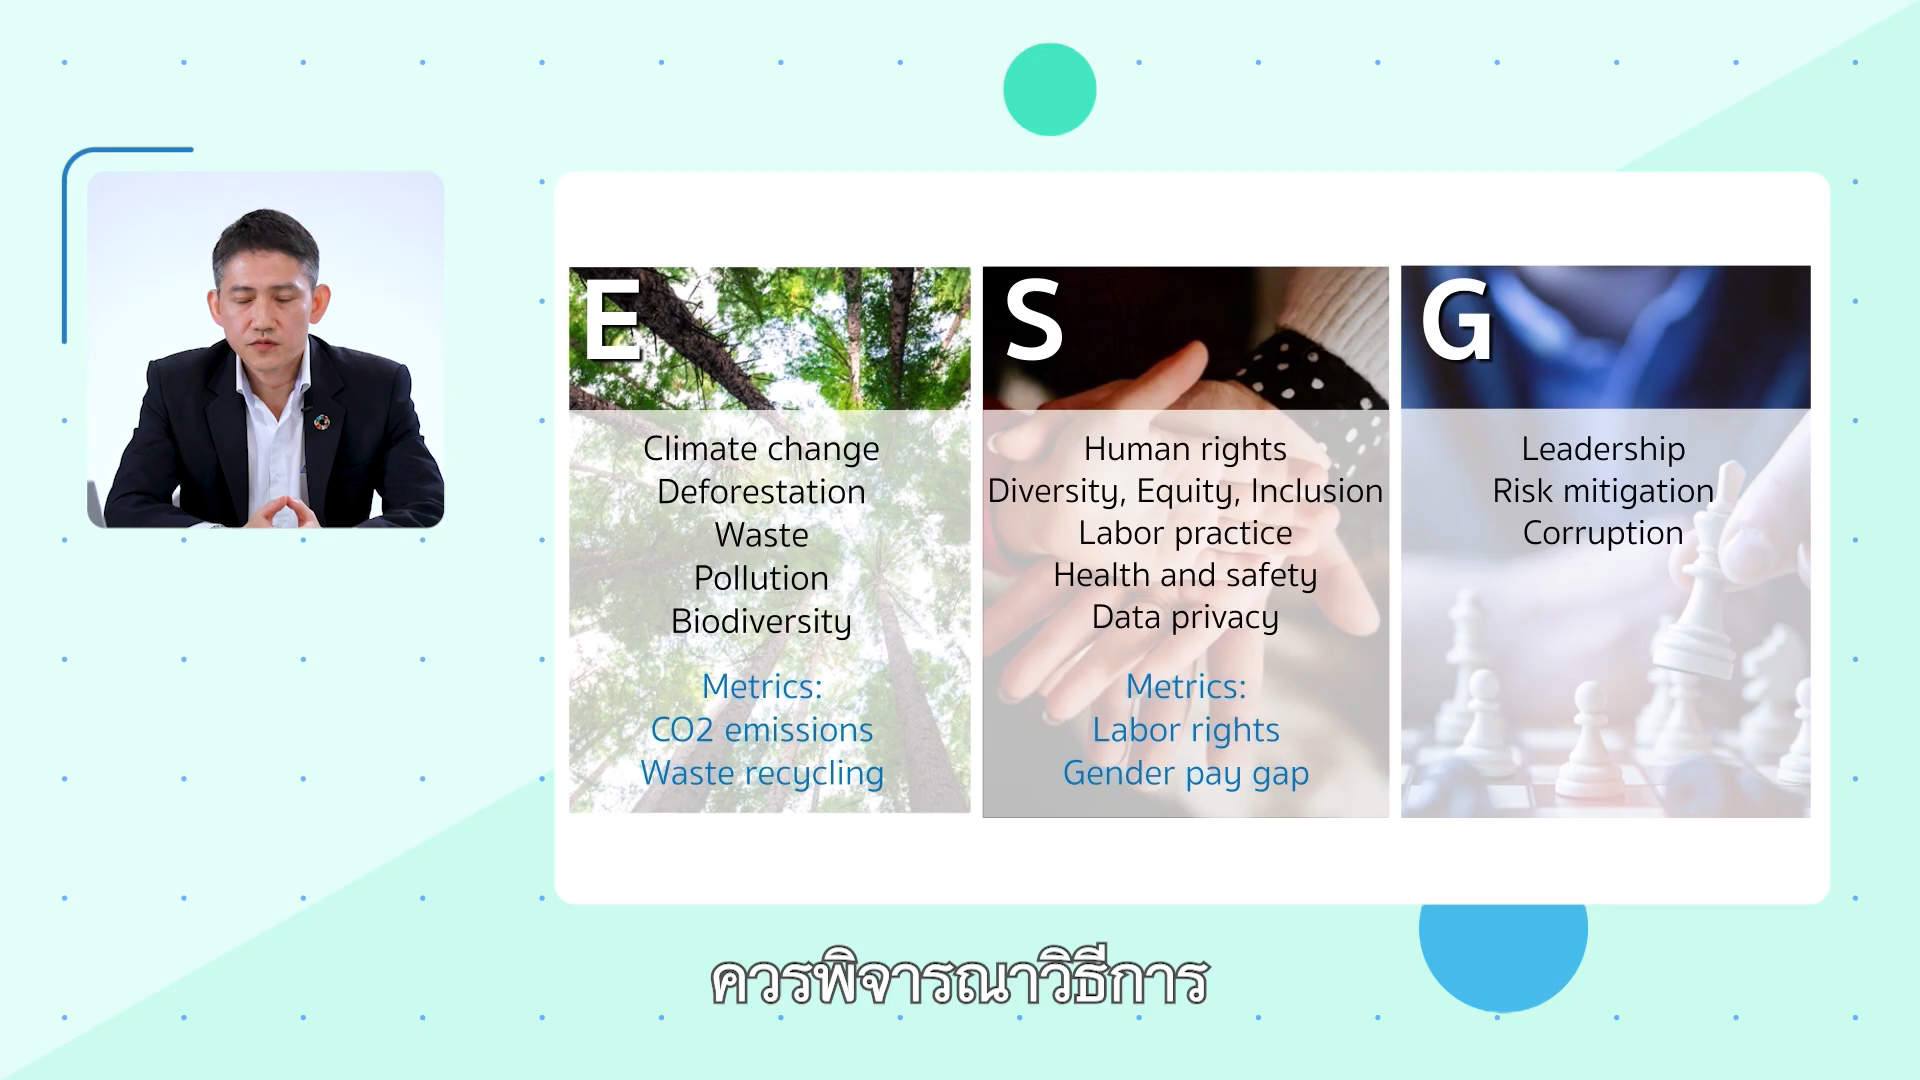 E
Climate change
Deforestation
Waste
Pollution
Biodiversity
Metrics:
CO2 emissions
Waste recycling
S
Human rights
Diversity, Equity, Inclusion
Labor practice
Health and safety
Data privacy
Metrics:
Labor rights
Gender pay gap
G
Leadership
Risk mitigation
Corruption
ควรพิจารณาวิธีการ